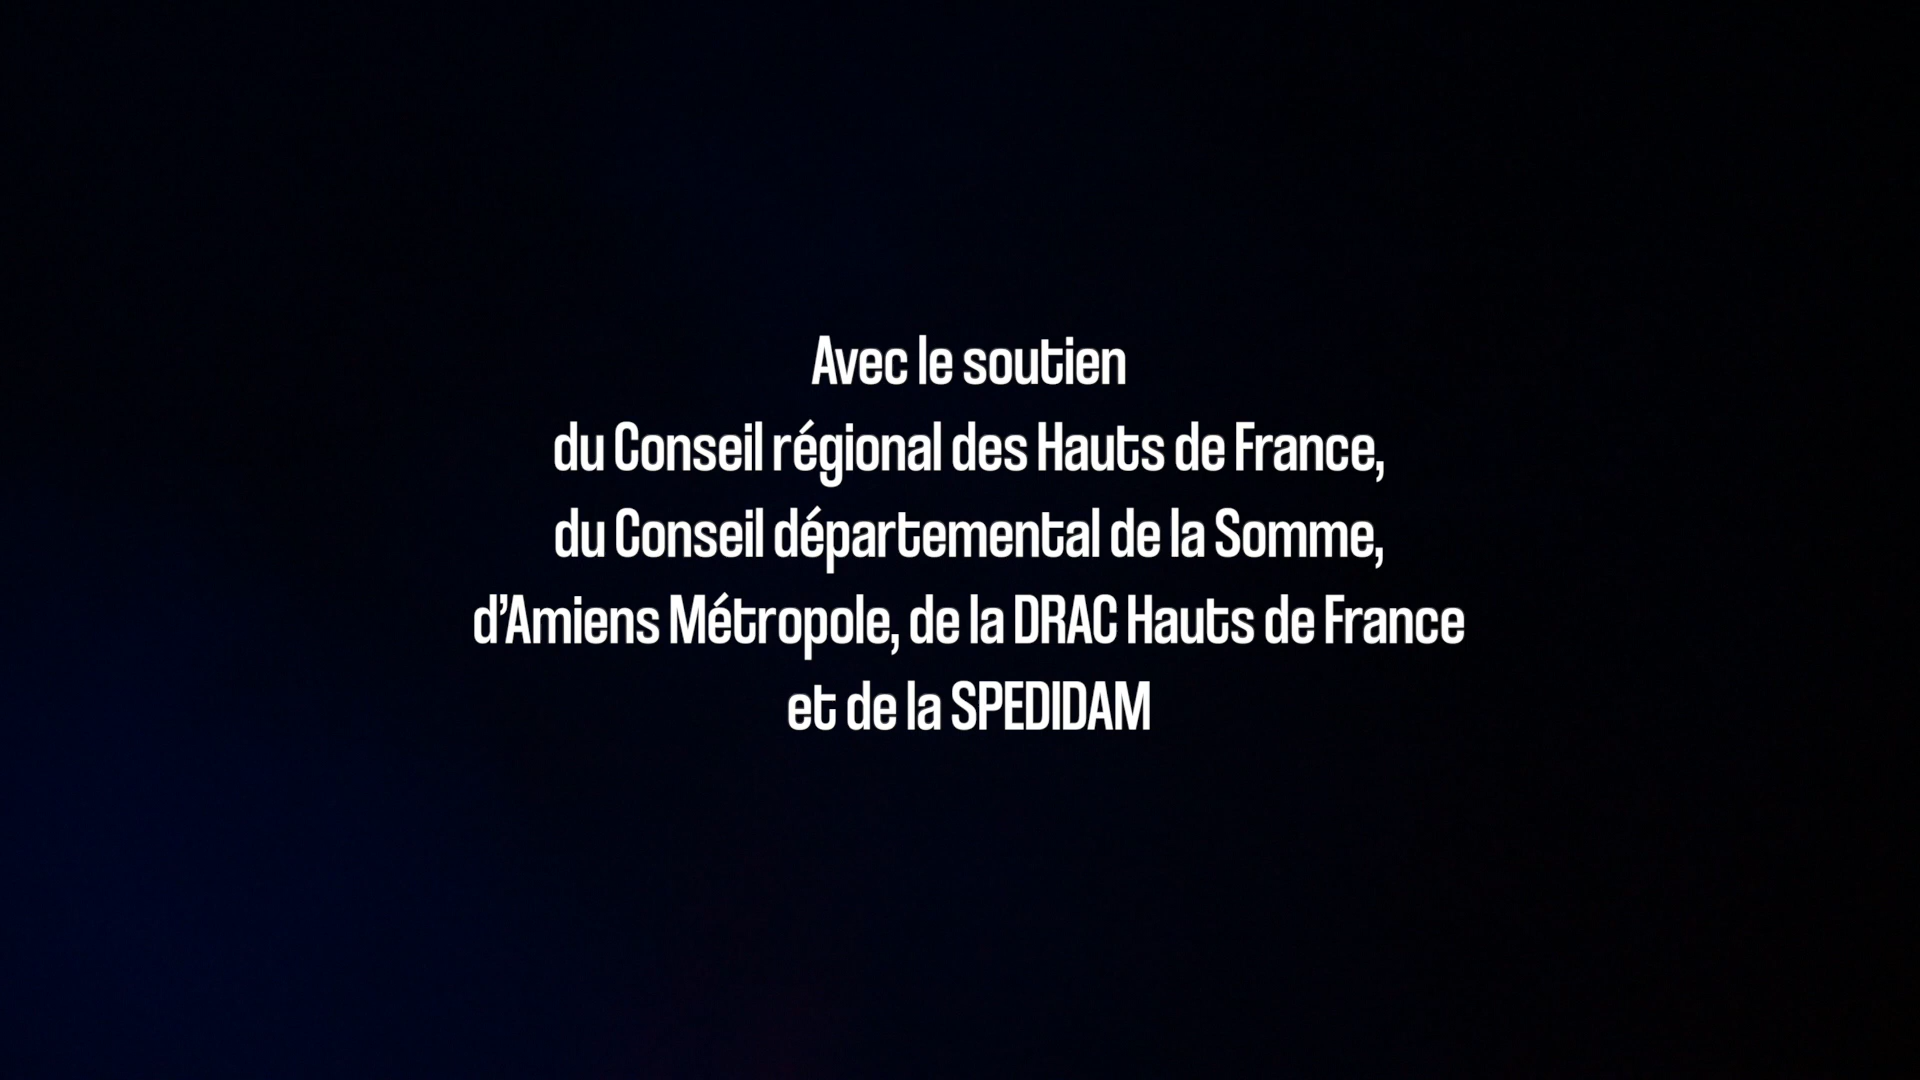 Avec le soutien
du Conseil régional des Hauts de France,
du Conseil départemental de la Somme,
d’Amiens Métropole, de la DRAC Hauts de France
et de la SPEDIDAM